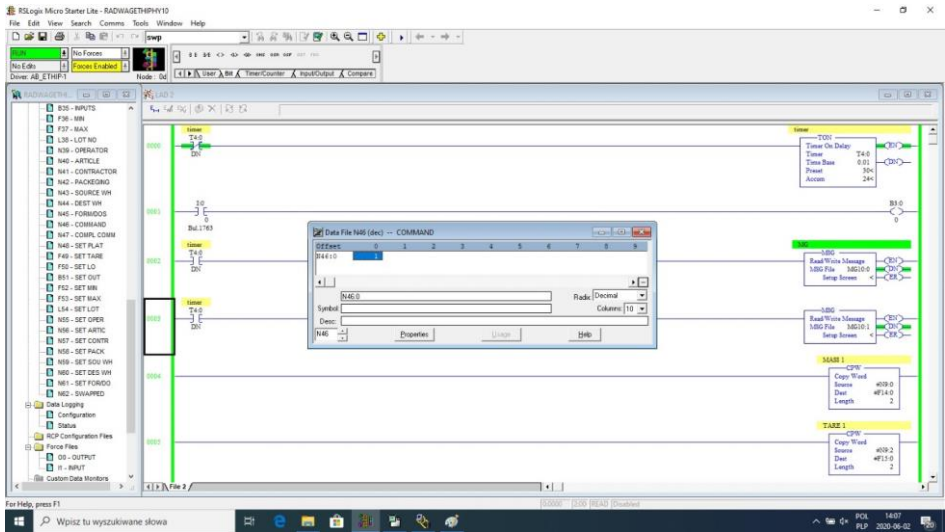 RSLogix Micro Starter Lite - RADWAGETHIPHY10
File Edit View Search Comms Tools Window Help
swp
RUN No Forces
No Edits Forces Enabled
Driver: AB_ETHIP-1 Node : 0d
User Bit Timer/Counter Input/Output Compare
LAD 2
B35 - INPUTS
F36 - MIN
F37 - MAX
L38 - LOT NO
N39 - OPERATOR
N40 - ARTICLE
N41 - CONTRACTOR
N42 - PACKEGING
N43 - SOURCE WH
N44 - DEST WH
N45 - FORM/DOS
N46 - COMMAND
N47 - COMPL COMM
N48 - SET PLAT
F49 - SET TARE
F50 - SET LO
B51 - SET OUT
F52 - SET MIN
F53 - SET MAX
L54 - SET LOT
N55 - SET OPER
N56 - SET ARTIC
N57 - SET CONTR
N58 - SET PACK
N59 - SET SOU WH
N60 - SET DES WH
N61 - SET FOR/DO
N62 - SWAPPED
Data Logging
Configuration
Status
RCP Configuration Files
Force Files
O0 - OUTPUT
I1 - INPUT
Custom Data Monitors
0000
timer
T4:0
DN
timer
TON
Timer On Delay
Timer T4:0
Time Base 0.01
Preset 30<
Accum 24<
EN
DN
0001
I:0
0
Bul.1763
B3:0
0
0002
timer
T4:0
DN
MG
MSG
Read/Write Message
MSG File MG10:0
Setup Screen <
EN
DN
ER
0003
timer
T4:0
DN
MSG
Read/Write Message
MSG File MG10:1
Setup Screen <
EN
DN
ER
0004
MASS 1
CPW
Copy Word
Source #N9:0
Dest #F14:0
Length 2
0005
TARE 1
CPW
Copy Word
Source #N9:2
Dest #F15:0
Length 2
Data File N46 (dec) -- COMMAND
Offset 0 1 2 3 4 5 6 7 8 9
N46:0 1
N46:0 Radix: Decimal
Symbol: Columns: 10
Desc:
N46 Properties Usage Help
File 2
For Help, press F1
2:00 READ Disabled
Wpisz tu wyszukiwane słowa
POL 14:07
PLP 2020-06-02